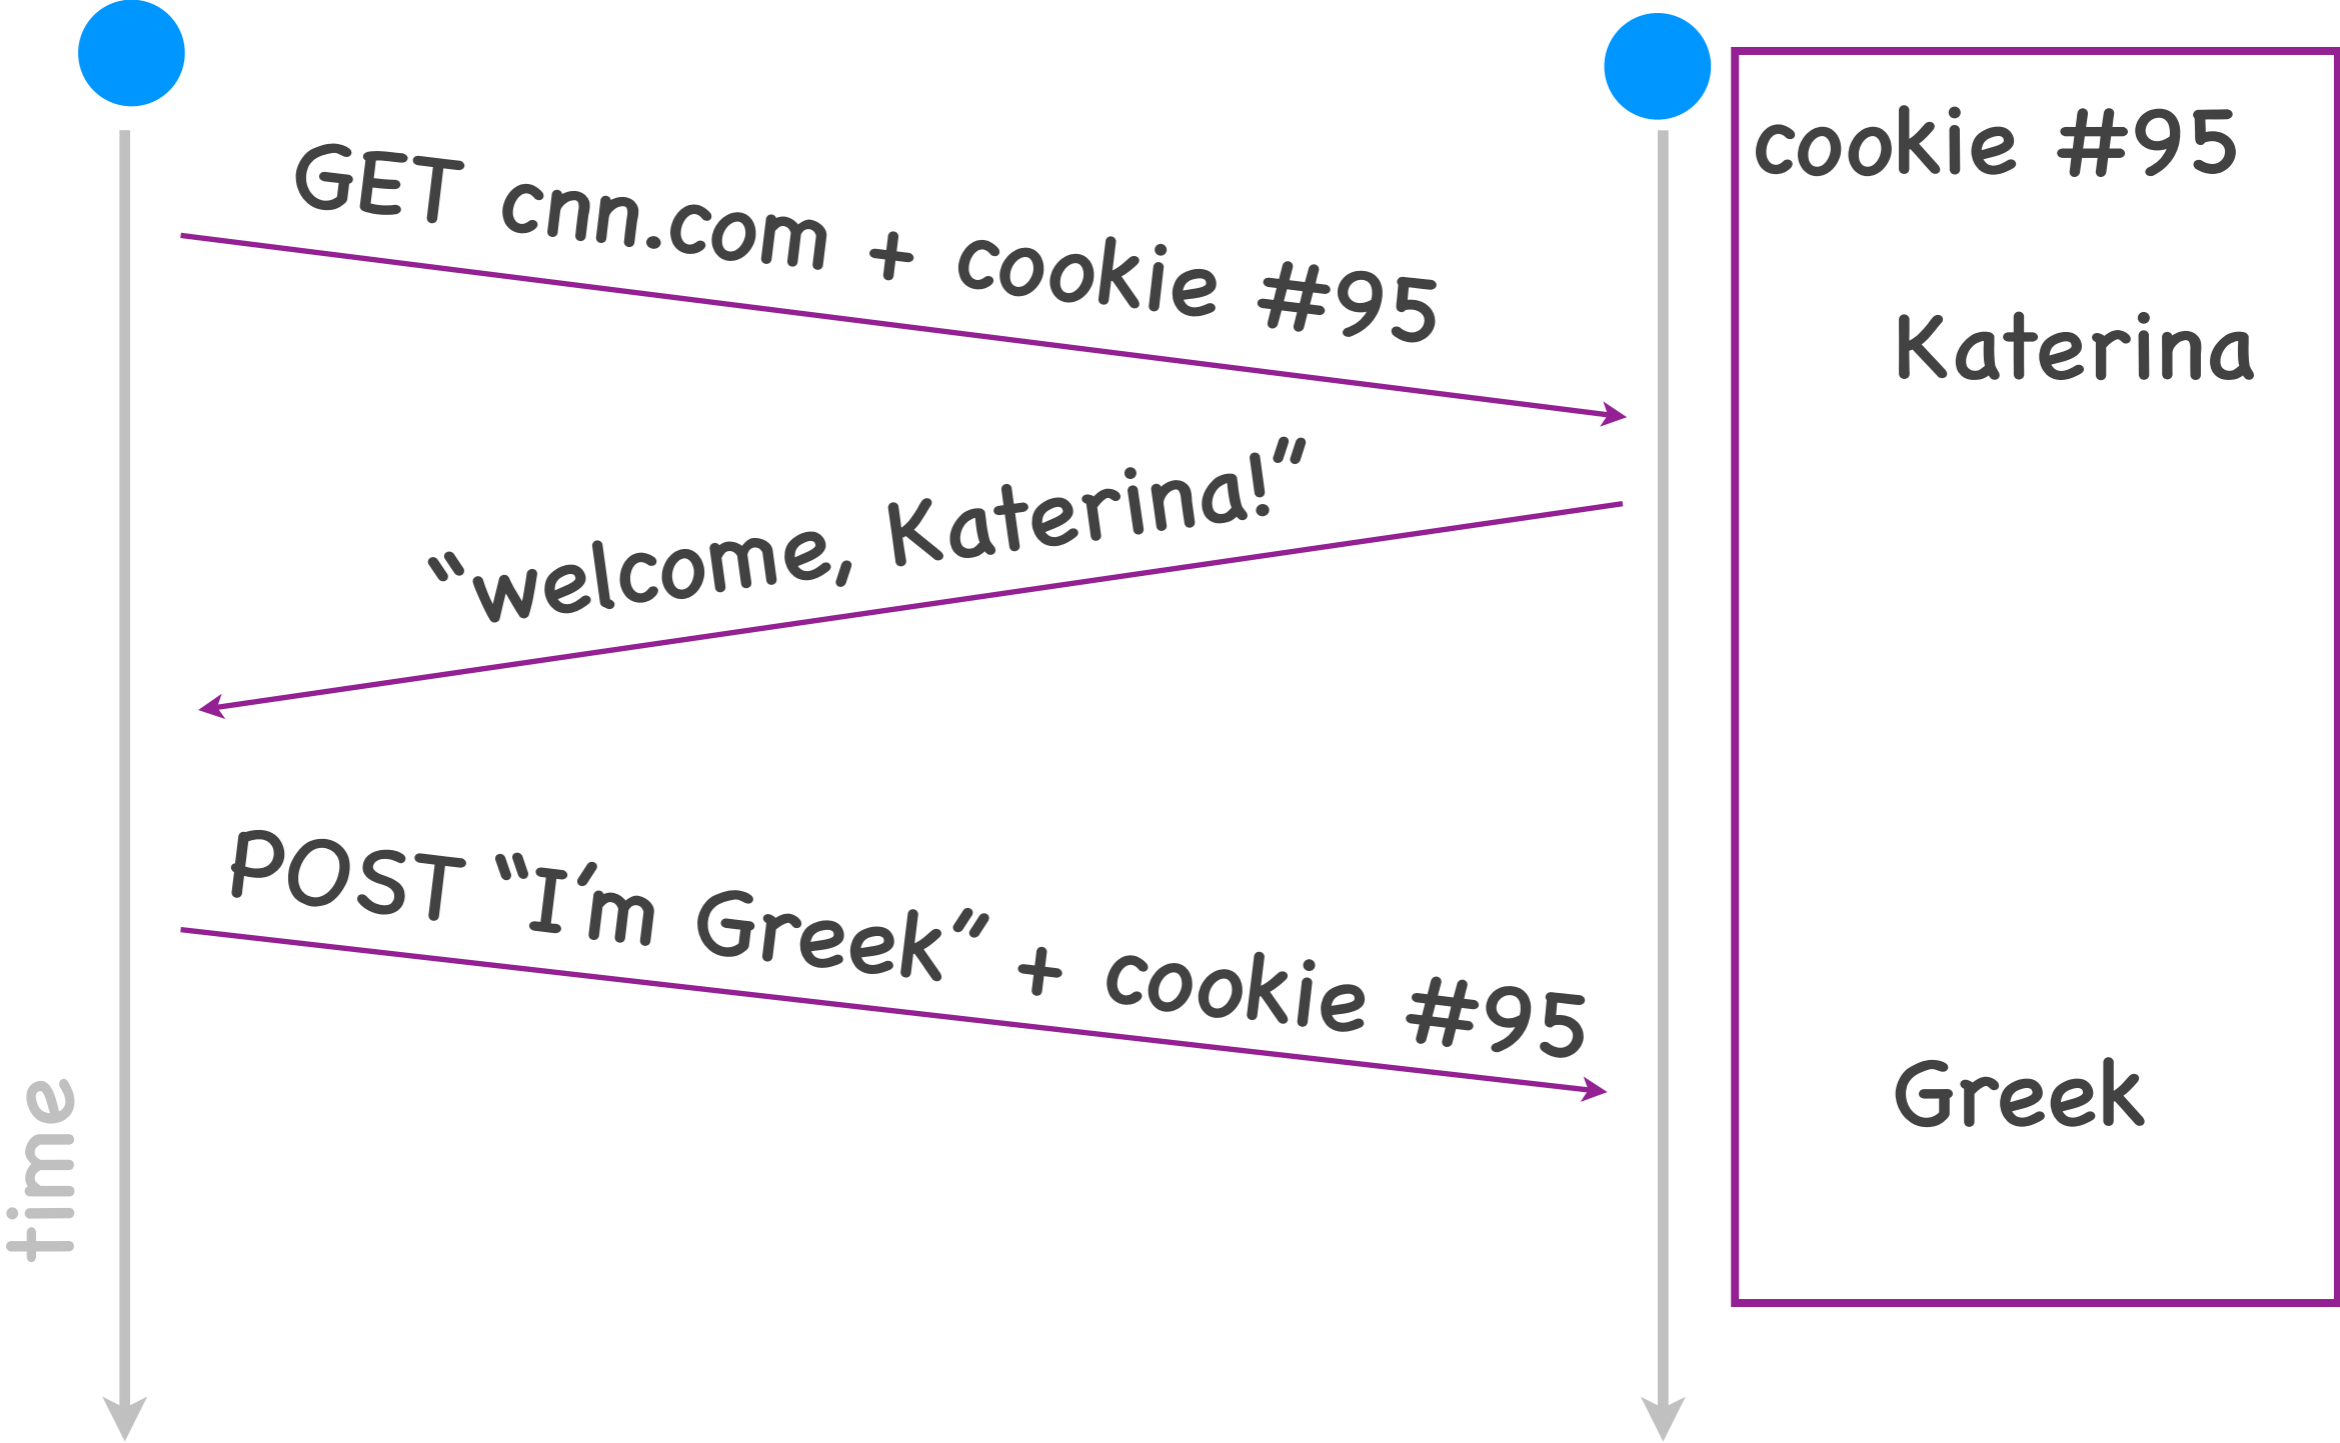 cookie #95
GET cnn.com + cookie #95
Katerina
“welcome, Katerina!”
POST “I’m Greek” + cookie #95
Greek
time